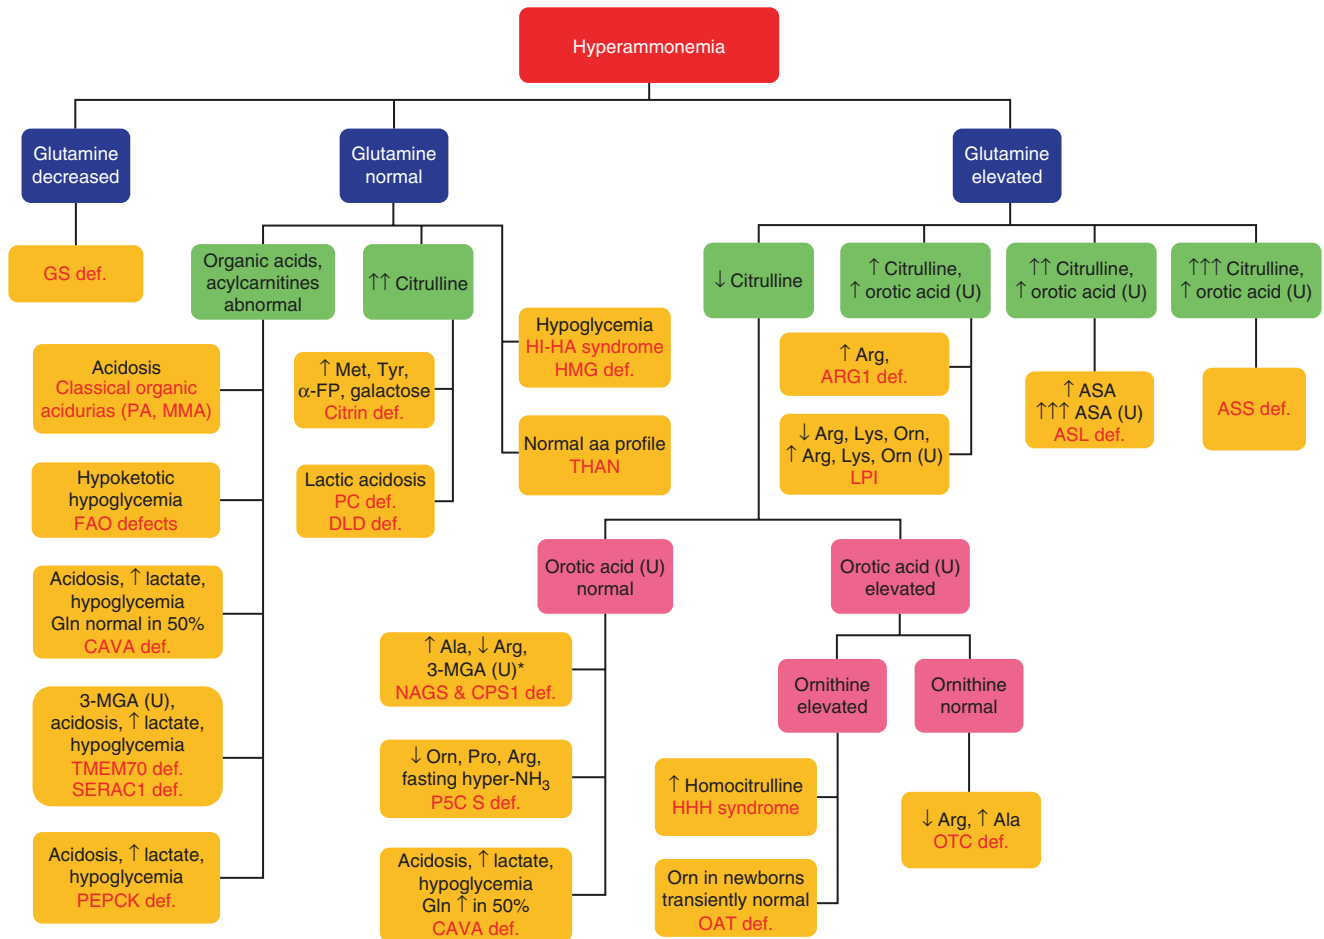 Hyperammonemia
Glutamine
decreased
Glutamine
normal
Glutamine
elevated
GS def.
Organic acids,
acylcarnitines
abnormal
↑↑ Citrulline
↓ Citrulline
↑ Citrulline,
↑ orotic acid (U)
↑↑ Citrulline,
↑ orotic acid (U)
↑↑↑ Citrulline,
↑ orotic acid (U)
Acidosis
Classical organic
acidurias (PA, MMA)
Hypoketotic
hypoglycemia
FAO defects
Acidosis, ↑ lactate,
hypoglycemia
Gln normal in 50%
CAVA def.
3-MGA (U),
acidosis, ↑ lactate,
hypoglycemia
TMEM70 def.
SERAC1 def.
Acidosis, ↑ lactate,
hypoglycemia
PEPCK def.
↑ Met, Tyr,
α-FP, galactose
Citrin def.
Lactic acidosis
PC def.
DLD def.
Hypoglycemia
HI-HA syndrome
HMG def.
Normal aa profile
THAN
↑ Arg,
ARG1 def.
↓ Arg, Lys, Orn,
↑ Arg, Lys, Orn (U)
LPI
↑ ASA
↑↑↑ ASA (U)
ASL def.
ASS def.
Orotic acid (U)
normal
Orotic acid (U)
elevated
↑ Ala, ↓ Arg,
3-MGA (U)*
NAGS & CPS1 def.
↓ Orn, Pro, Arg,
fasting hyper-NH₃
P5C S def.
Acidosis, ↑ lactate,
hypoglycemia
Gln ↑ in 50%
CAVA def.
Ornithine
elevated
Ornithine
normal
↑ Homocitrulline
HHH syndrome
Orn in newborns
transiently normal
OAT def.
↓ Arg, ↑ Ala
OTC def.